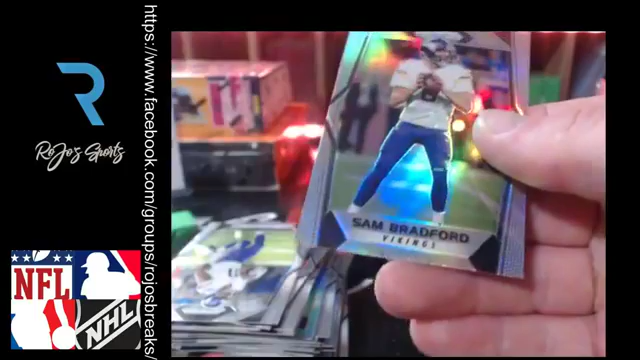 R
RoJo's Sports
https://www.facebook.com/groups/rojosbreaks/
NFL
NHL
SAM BRADFORD
VIKINGS